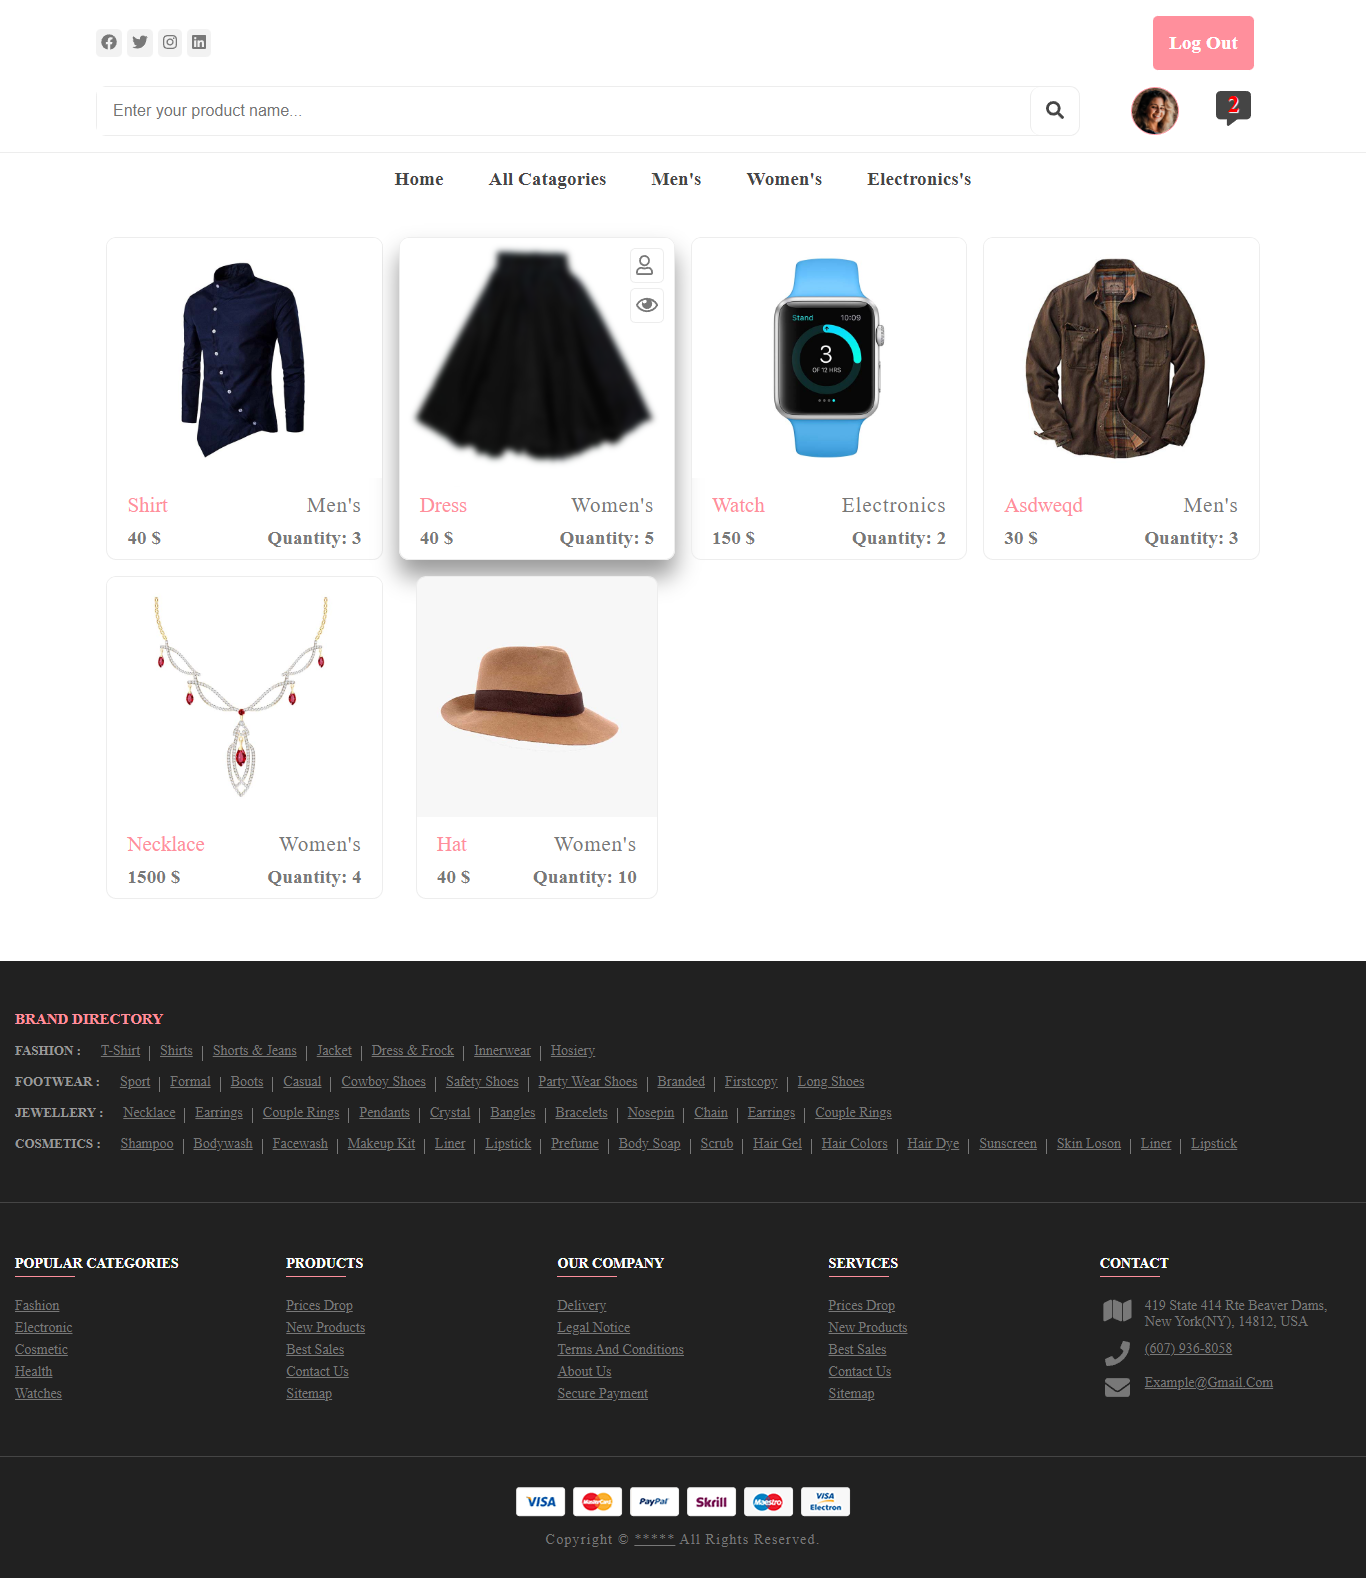 Log Out
Enter your product name...
2
Home All Catagories Men's Women's Electronics's
Stand 10:09
3
OF 12 HRS
Shirt Men's
40 $ Quantity: 3
Dress Women's
40 $ Quantity: 5
Watch Electronics
150 $ Quantity: 2
Asdweqd Men's
30 $ Quantity: 3
Necklace Women's
1500 $ Quantity: 4
Hat Women's
40 $ Quantity: 10
BRAND DIRECTORY
FASHION : T-Shirt | Shirts | Shorts & Jeans | Jacket | Dress & Frock | Innerwear | Hosiery
FOOTWEAR : Sport | Formal | Boots | Casual | Cowboy Shoes | Safety Shoes | Party Wear Shoes | Branded | Firstcopy | Long Shoes
JEWELLERY : Necklace | Earrings | Couple Rings | Pendants | Crystal | Bangles | Bracelets | Nosepin | Chain | Earrings | Couple Rings
COSMETICS : Shampoo | Bodywash | Facewash | Makeup Kit | Liner | Lipstick | Prefume | Body Soap | Scrub | Hair Gel | Hair Colors | Hair Dye | Sunscreen | Skin Loson | Liner | Lipstick
POPULAR CATEGORIES
Fashion
Electronic
Cosmetic
Health
Watches
PRODUCTS
Prices Drop
New Products
Best Sales
Contact Us
Sitemap
OUR COMPANY
Delivery
Legal Notice
Terms And Conditions
About Us
Secure Payment
SERVICES
Prices Drop
New Products
Best Sales
Contact Us
Sitemap
CONTACT
419 State 414 Rte Beaver Dams,
New York(NY), 14812, USA
(607) 936-8058
Example@Gmail.Com
VISA MasterCard PayPal Skrill Maestro VISA Electron
Copyright © ***** All Rights Reserved.